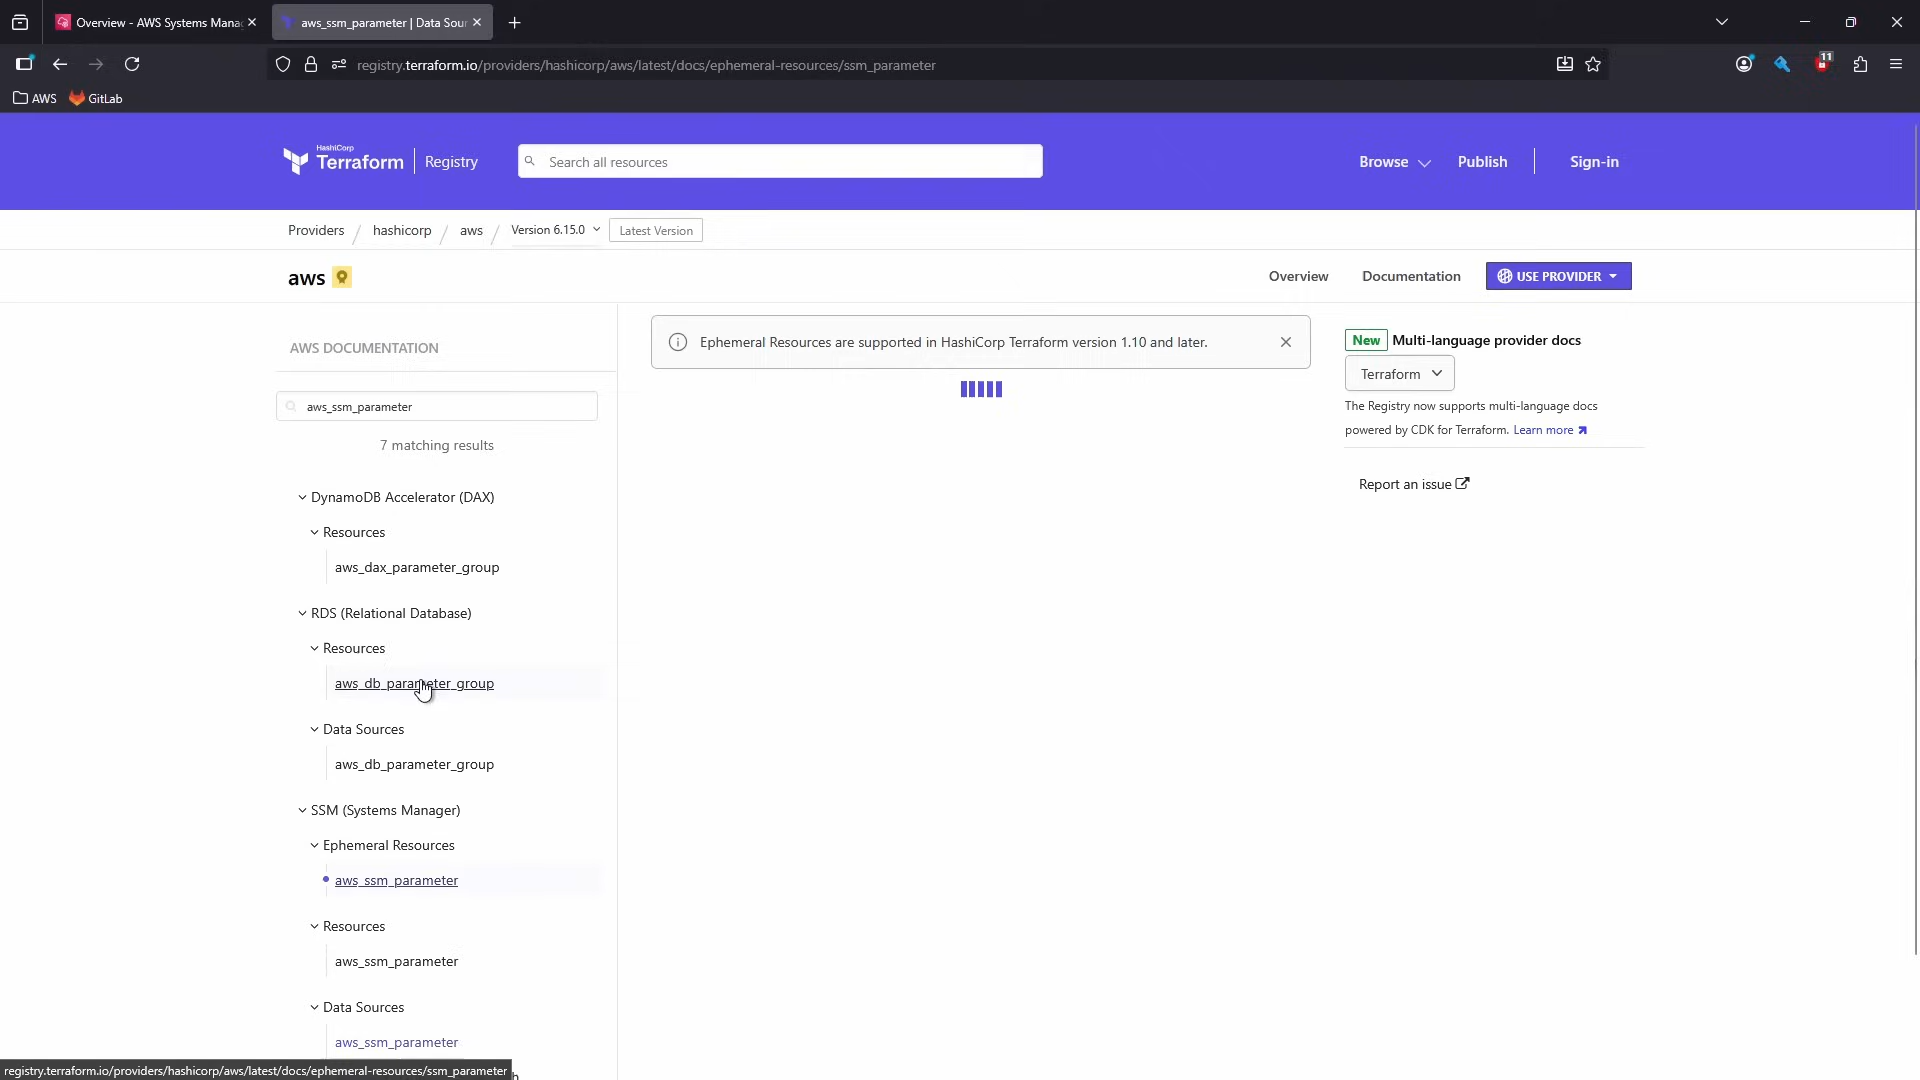 Overview - AWS Systems Mana
aws_ssm_parameter | Data Sour
registry.terraform.io/providers/hashicorp/aws/latest/docs/ephemeral-resources/ssm_parameter
11
AWS
GitLab
HashiCorp
Terraform
Registry
Search all resources
Browse
Publish
Sign-in
Providers / hashicorp / aws / Version 6.15.0
Latest Version
aws
Overview
Documentation
USE PROVIDER
AWS DOCUMENTATION
aws_ssm_parameter
7 matching results
DynamoDB Accelerator (DAX)
Resources
aws_dax_parameter_group
RDS (Relational Database)
Resources
aws_db_parameter_group
Data Sources
aws_db_parameter_group
SSM (Systems Manager)
Ephemeral Resources
aws_ssm_parameter
Resources
aws_ssm_parameter
Data Sources
aws_ssm_parameter
Ephemeral Resources are supported in HashiCorp Terraform version 1.10 and later.
New Multi-language provider docs
Terraform
The Registry now supports multi-language docs
powered by CDK for Terraform. Learn more
Report an issue
registry.terraform.io/providers/hashicorp/aws/latest/docs/ephemeral-resources/ssm_parameter